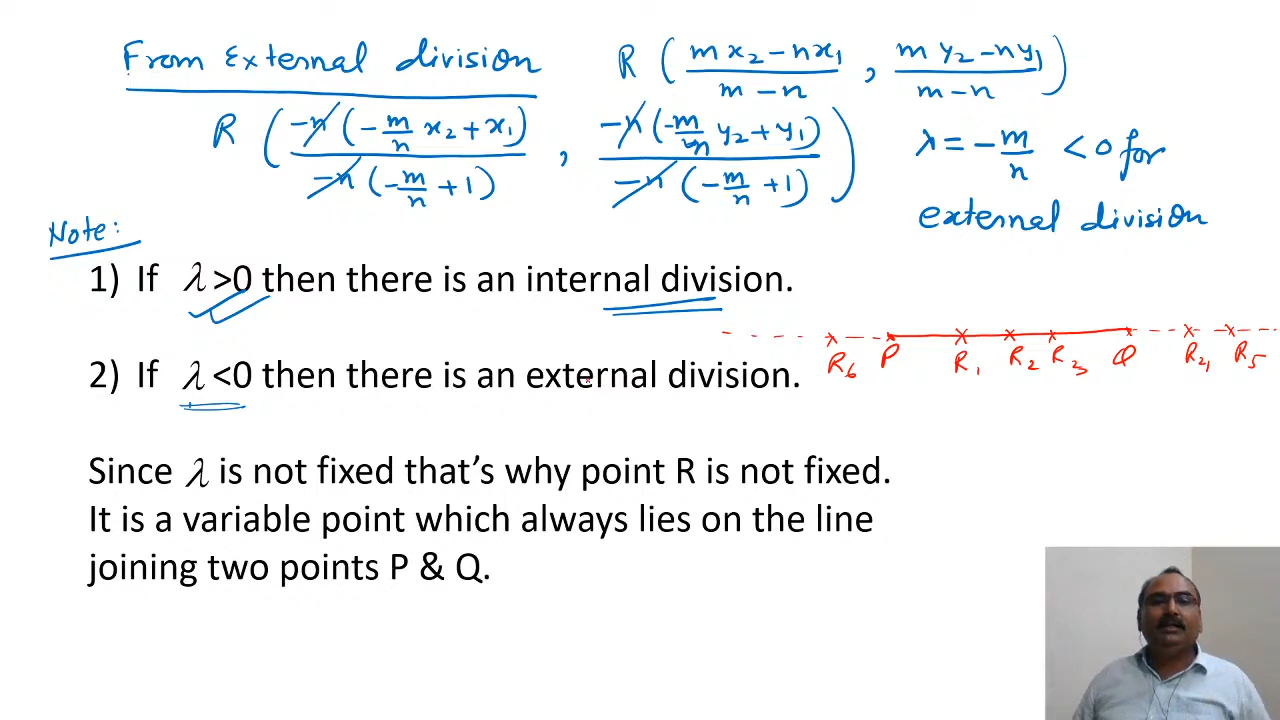 From External division R ( m x₂ − n x₁ / m − n , m y₂ − n y₁ / m − n )
R ( −n ( −m/n x₂ + x₁ ) / −n ( −m/n + 1 ) , −n ( −m/n y₂ + y₁ ) / −n ( −m/n + 1 ) ) λ = −m/n < 0 for
external division
Note:
1) If λ >0 then there is an internal division.
R₆ P R₁ R₂ R₃ Q R₄ R₅
2) If λ <0 then there is an external division.
Since λ is not fixed that’s why point R is not fixed.
It is a variable point which always lies on the line
joining two points P & Q.